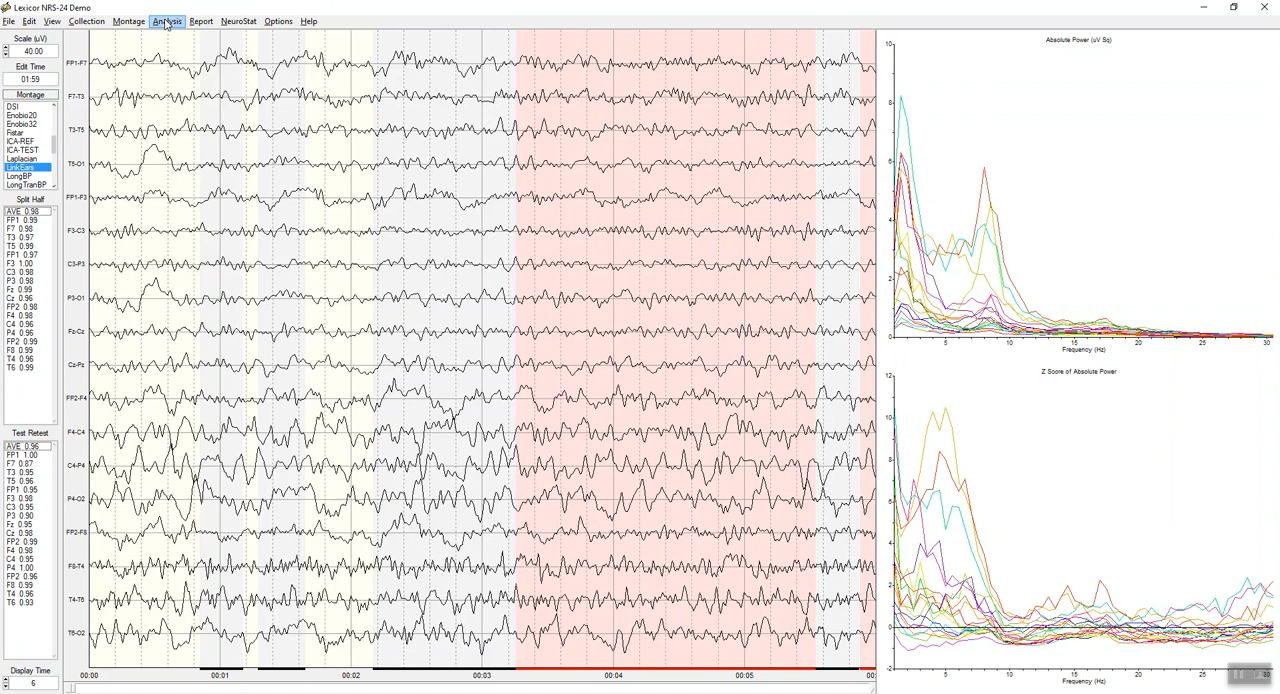 Lexicor NRS-24 Demo
File Edit View Collection Montage Analysis Report NeuroStat Options Help
Scale (uV)
40.00
Edit Time
01:59
Montage
DSI
Enobio20
Enobio32
Fistar
ICA-REF
ICA-TEST
Laplacian
LinkEars
LongBP
LongTranBP
Split Half
AVE 0.98
FP1 0.99
F7 0.98
T3 0.97
T5 0.99
FP1 0.97
F3 1.00
C3 0.98
P3 0.98
Fz 0.99
Cz 0.96
FP2 0.98
F4 0.98
C4 0.96
P4 0.96
FP2 0.99
F8 0.99
T4 0.96
T6 0.99
Test Retest
AVE 0.96
FP1 1.00
F7 0.87
T3 0.95
T5 0.96
FP1 0.95
F3 0.98
C3 0.95
P3 0.90
Fz 0.95
Cz 0.98
FP2 0.99
F4 0.98
C4 0.95
P4 1.00
FP2 0.96
F8 0.99
T4 0.96
T6 0.93
Display Time
6
FP1-F7
F7-T3
T3-T5
T5-O1
FP1-F3
F3-C3
C3-P3
P3-O1
Fz-Cz
Cz-Pz
FP2-F4
F4-C4
C4-P4
P4-O2
FP2-F8
F8-T4
T4-T6
T6-O2
00:00 00:01 00:02 00:03 00:04 00:05
Absolute Power (uV Sq)
10
8
6
4
2
0
5 10 15 20 25 30
Frequency (Hz)
Z Score of Absolute Power
12
10
8
6
4
2
0
-2
5 10 15 20 25 30
Frequency (Hz)